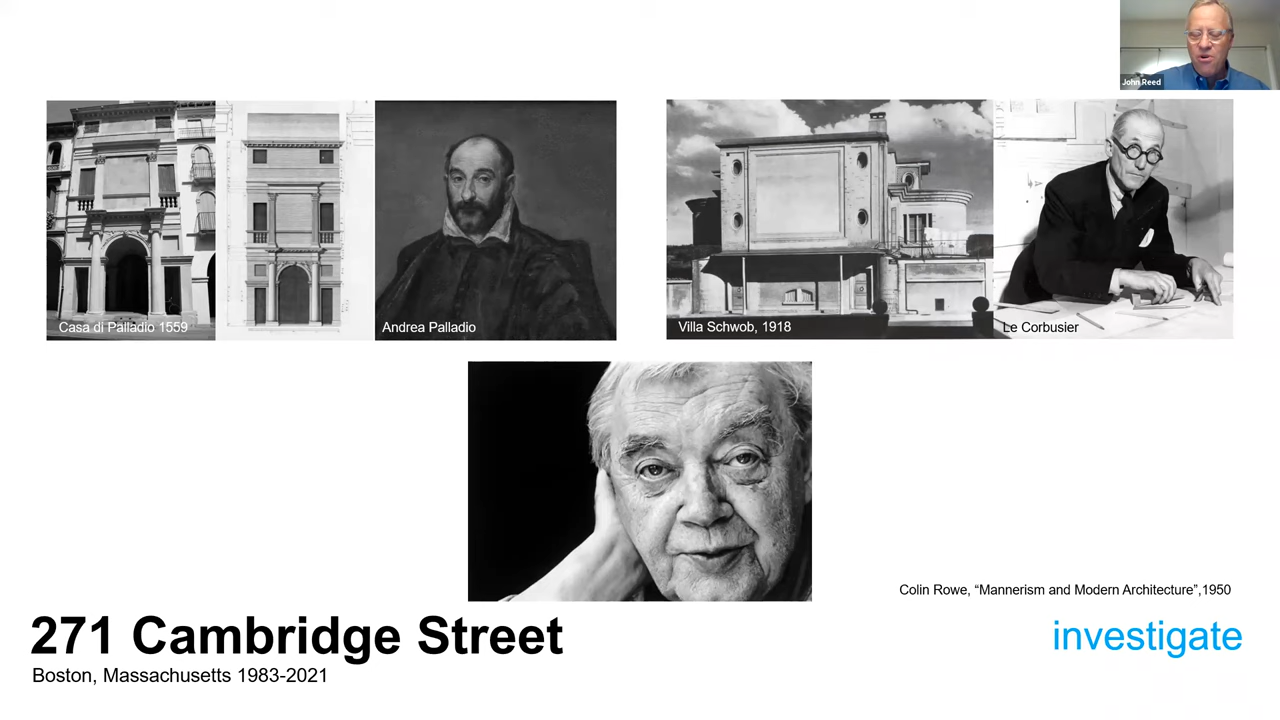 John Reed
Casa di Palladio 1559
Andrea Palladio
Villa Schwob, 1918
Le Corbusier
Colin Rowe, “Mannerism and Modern Architecture”,1950
271 Cambridge Street
investigate
Boston, Massachusetts 1983-2021